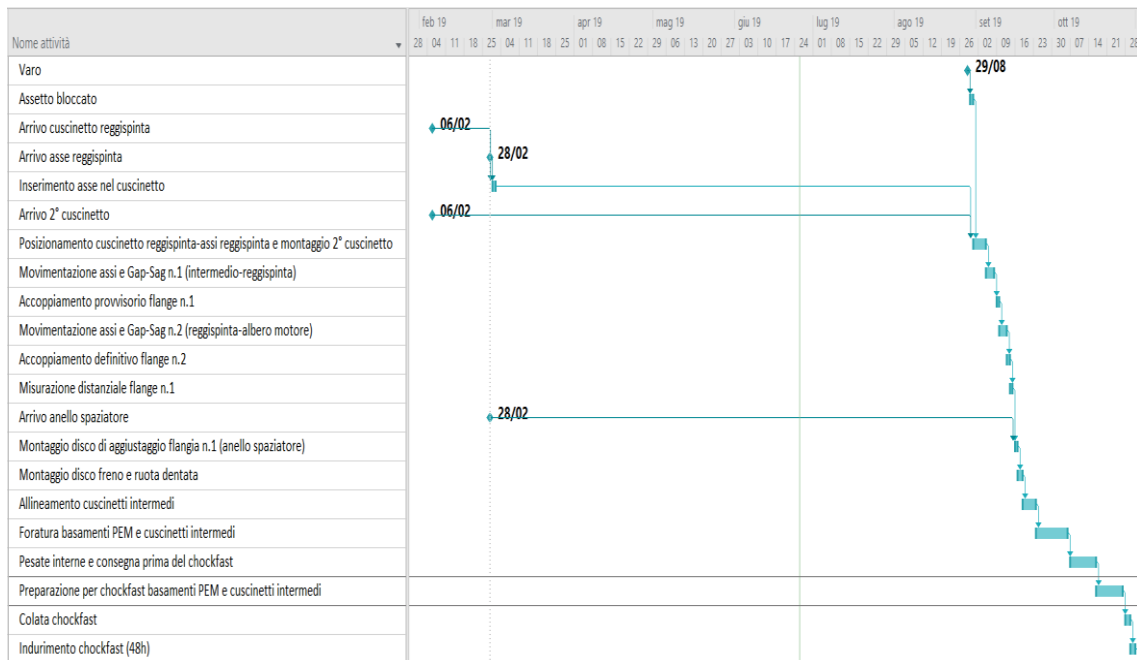 feb 19 mar 19 apr 19 mag 19 giu 19 lug 19 ago 19 set 19 ott 19
Nome attività 28 04 11 18 25 04 11 18 25 01 08 15 22 29 06 13 20 27 03 10 17 24 01 08 15 22 29 05 12 19 26 02 09 16 23 30 07 14 21 28
Varo 29/08
Assetto bloccato
Arrivo cuscinetto reggispinta 06/02
Arrivo asse reggispinta 28/02
Inserimento asse nel cuscinetto
Arrivo 2° cuscinetto 06/02
Posizionamento cuscinetto reggispinta-assi reggispinta e montaggio 2° cuscinetto
Movimentazione assi e Gap-Sag n.1 (intermedio-reggispinta)
Accoppiamento provvisorio flange n.1
Movimentazione assi e Gap-Sag n.2 (reggispinta-albero motore)
Accoppiamento definitivo flange n.2
Misurazione distanziale flange n.1
Arrivo anello spaziatore 28/02
Montaggio disco di aggiustaggio flangia n.1 (anello spaziatore)
Montaggio disco freno e ruota dentata
Allineamento cuscinetti intermedi
Foratura basamenti PEM e cuscinetti intermedi
Pesate interne e consegna prima del chockfast
Preparazione per chockfast basamenti PEM e cuscinetti intermedi
Colata chockfast
Indurimento chockfast (48h)